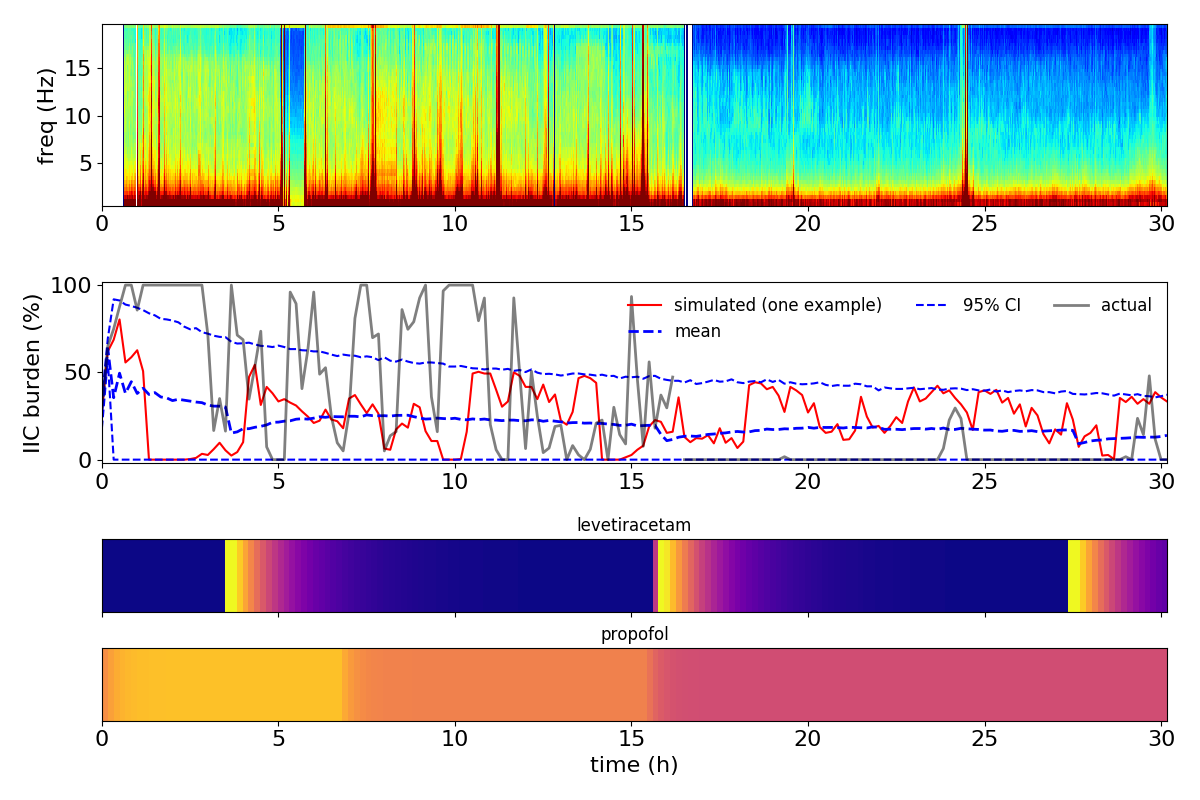 freq (Hz)
15
10
5
0 5 10 15 20 25 30
IIC burden (%)
100
50
0
simulated (one example) 95% CI actual
mean
0 5 10 15 20 25 30
levetiracetam
propofol
0 5 10 15 20 25 30
time (h)